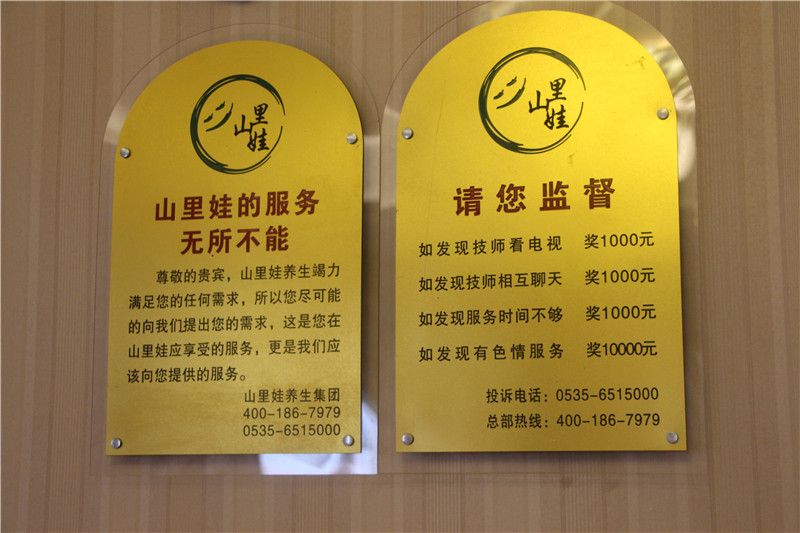 山里娃
山里娃的服务
无所不能
尊敬的贵宾，山里娃养生竭力
满足您的任何需求，所以您尽可能
的向我们提出您的需求，这是您在
山里娃应享受的服务，更是我们应
该向您提供的服务。
山里娃养生集团
400-186-7979
0535-6515000
山里娃
请您监督
如发现技师看电视 奖1000元
如发现技师相互聊天 奖1000元
如发现服务时间不够 奖1000元
如发现有色情服务 奖10000元
投诉电话：0535-6515000
总部热线：400-186-7979